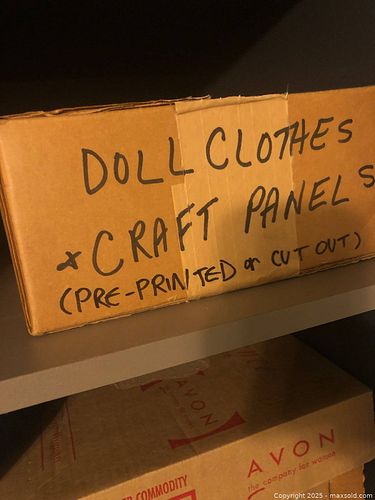 DOLL CLOTHES
* CRAFT PANELS
(PRE-PRINTED or CUT OUT)
AVON
COMMODITY
AVON
the company for women
Copyright 2025 - maxsold.com